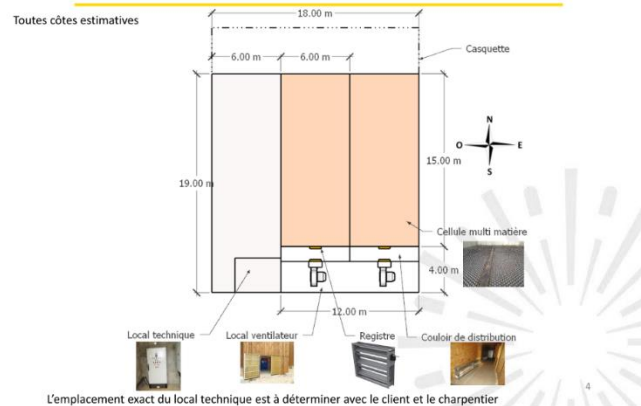 Toutes côtes estimatives
18.00 m
Casquette
6.00 m
6.00 m
N
O
E
S
15.00 m
19.00 m
Cellule multi matière
4.00 m
12.00 m
Local technique
Local ventilateur
Registre
Couloir de distribution
4
L'emplacement exact du local technique est à déterminer avec le client et le charpentier